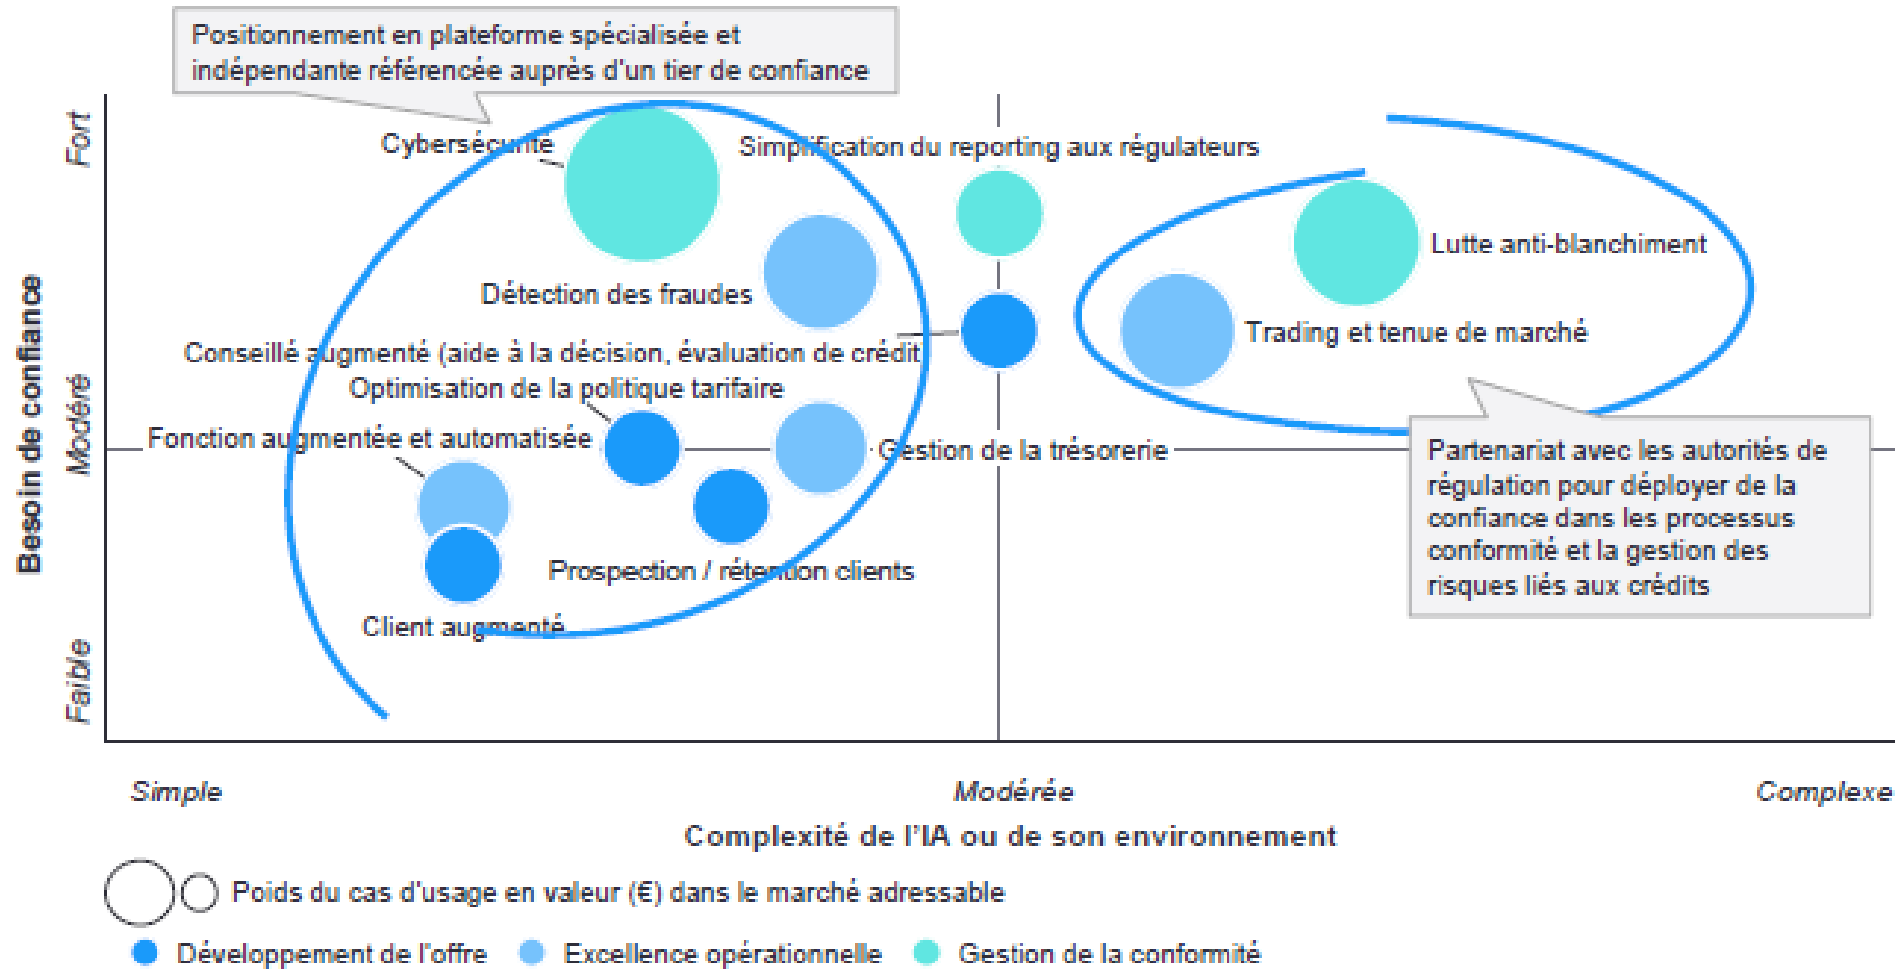 Positionnement en plateforme spécialisée et
indépendante référencée auprès d'un tier de confiance
Fort
Cybersécurité
Simplification du reporting aux régulateurs
Lutte anti-blanchiment
Détection des fraudes
Trading et tenue de marché
Conseillé augmenté (aide à la décision, évaluation de crédit
Optimisation de la politique tarifaire
Besoin de confiance
Modéré
Fonction augmentée et automatisée
Gestion de la trésorerie
Partenariat avec les autorités de
régulation pour déployer de la
confiance dans les processus
conformité et la gestion des
risques liés aux crédits
Prospection / rétention clients
Client augmenté
Faible
Simple
Modérée
Complexe
Complexité de l'IA ou de son environnement
Poids du cas d'usage en valeur (€) dans le marché adressable
Développement de l'offre
Excellence opérationnelle
Gestion de la conformité